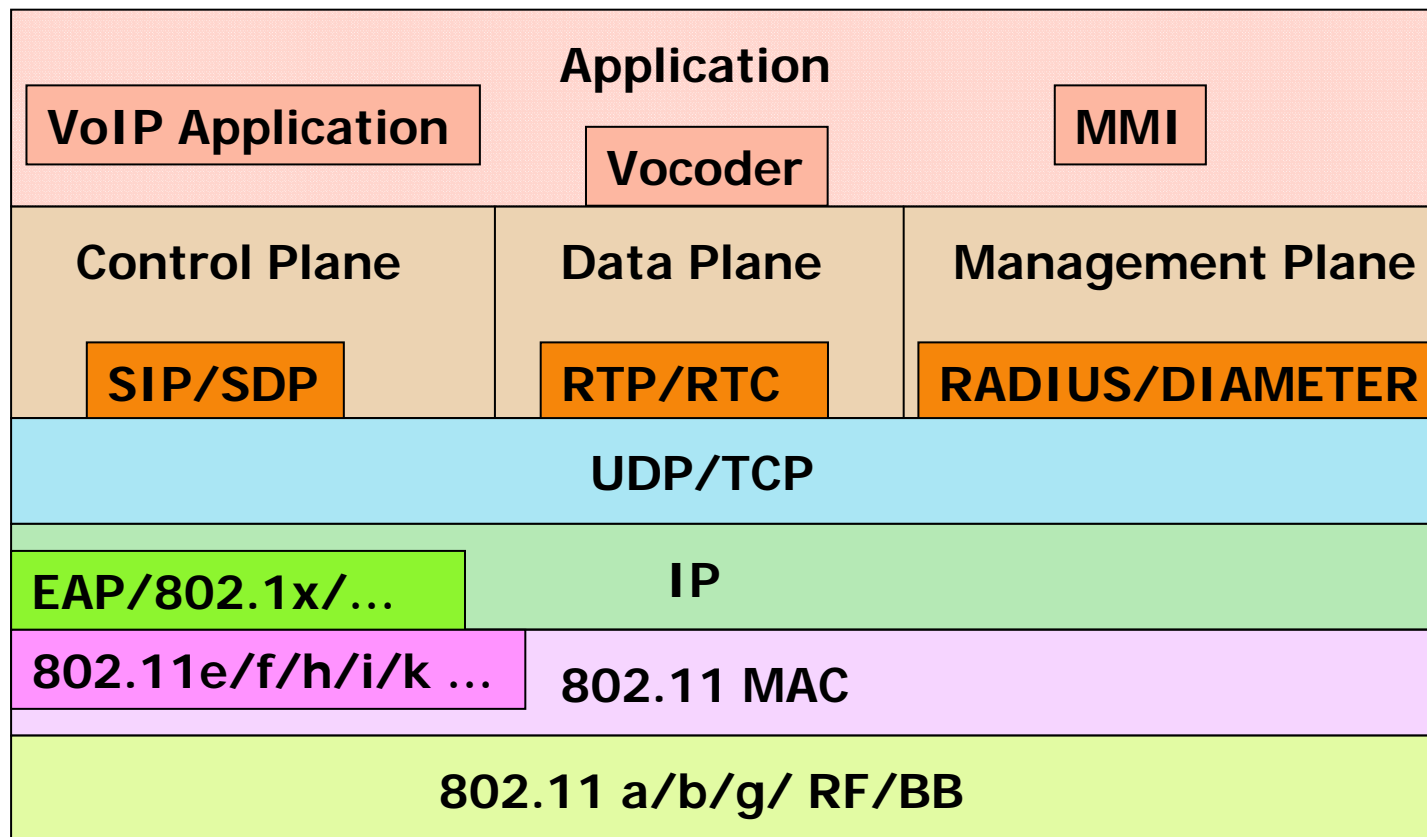 Application
VoIP Application
MMI
Vocoder
Control Plane
Data Plane
Management Plane
SIP/SDP
RTP/RTC
RADIUS/DIAMETER
UDP/TCP
IP
EAP/802.1x/…
802.11e/f/h/i/k …
802.11 MAC
802.11 a/b/g/ RF/BB